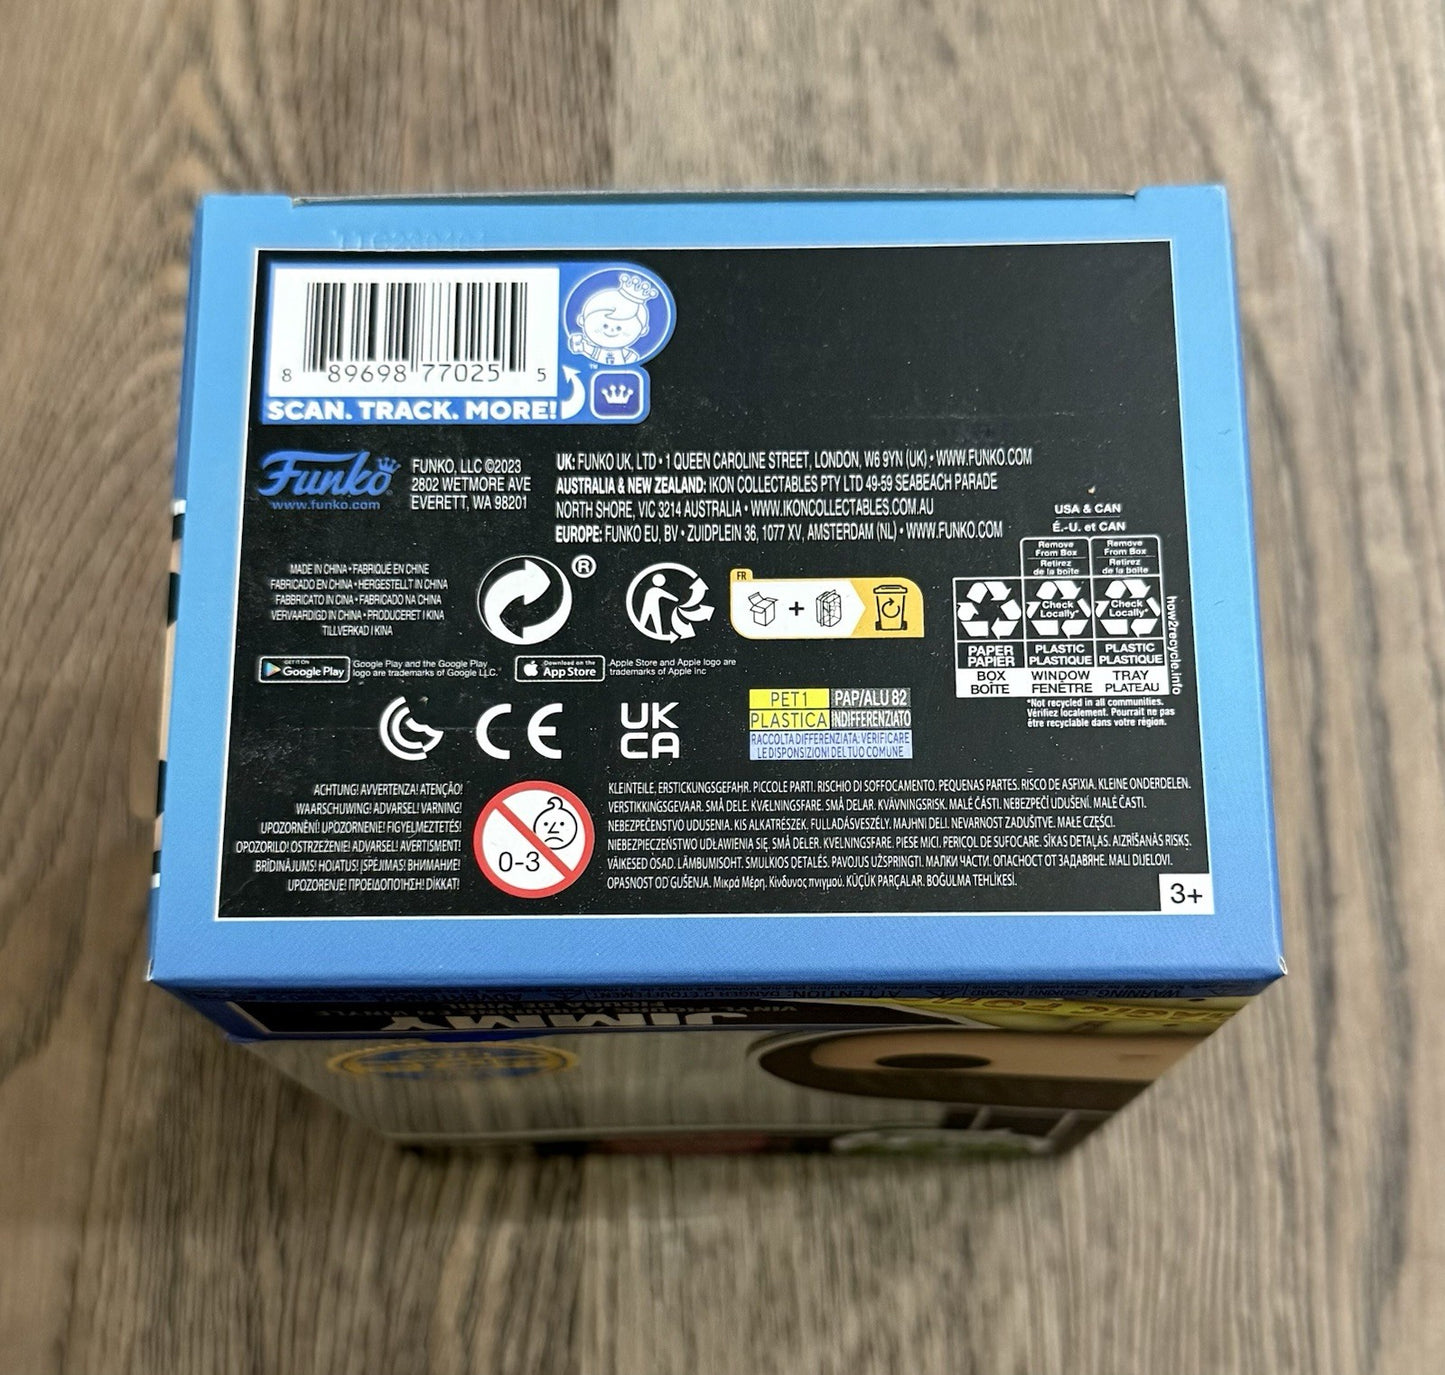 8 89698 77025 5
SCAN. TRACK. MORE!
™
Funko®
www.funko.com
FUNKO, LLC ©2023
2802 WETMORE AVE
EVERETT, WA 98201
UK: FUNKO UK, LTD • 1 QUEEN CAROLINE STREET, LONDON, W6 9YN (UK) • WWW.FUNKO.COM
AUSTRALIA & NEW ZEALAND: IKON COLLECTABLES PTY LTD 49-59 SEABEACH PARADE
NORTH SHORE, VIC 3214 AUSTRALIA • WWW.IKONCOLLECTABLES.COM.AU
EUROPE: FUNKO EU, BV • ZUIDPLEIN 36, 1077 XV, AMSTERDAM (NL) • WWW.FUNKO.COM
USA & CAN
É.-U. et CAN
Remove From Box
Retirez de la boîte
Remove From Box
Retirez de la boîte
Check Locally*
Check Locally*
PAPER
PAPIER
PLASTIC
PLASTIQUE
PLASTIC
PLASTIQUE
BOX
BOÎTE
WINDOW
FENÊTRE
TRAY
PLATEAU
*Not recycled in all communities.
Vérifiez localement. Pourrait ne pas
être recyclable dans votre région.
how2recycle.info
MADE IN CHINA • FABRIQUÉ EN CHINE
FABRICADO EN CHINA • HERGESTELLT IN CHINA
FABBRICATO IN CINA • FABRICADO NA CHINA
VERVAARDIGD IN CHINA • PRODUCERET I KINA
TILLVERKAD I KINA
®
FR
+
GET IT ON
Google Play
Google Play and the Google Play
logo are trademarks of Google LLC.
Download on the
App Store
Apple Store and Apple logo are
trademarks of Apple Inc
CE
UK
CA
PET 1 PAP/ALU 82
PLASTICA INDIFFERENZIATO
RACCOLTA DIFFERENZIATA: VERIFICARE
LE DISPONSIZIONI DEL TUO COMUNE
ACHTUNG! AVVERTENZA! ATENÇÃO!
WAARSCHUWING! ADVARSEL! VARNING!
UPOZORNĚNÍ! UPOZORNENIE! FIGYELMEZTETÉS!
OPOZORILO! OSTRZEŻENIE! ADVARSEL! AVERTISMENT!
BRĪDINĀJUMS! HOIATUS! ĮSPĖJIMAS! ВНИМАНИЕ!
UPOZORENJE! ΠΡΟΕΙΔΟΠΟΙΗΣΗ! DİKKAT!
0-3
KLEINTEILE, ERSTICKUNGSGEFAHR. PICCOLE PARTI. RISCHIO DI SOFFOCAMENTO. PEQUENAS PARTES. RISCO DE ASFIXIA. KLEINE ONDERDELEN.
VERSTIKKINGSGEVAAR. SMÅ DELE. KVÆLNINGSFARE. SMÅ DELAR. KVÄVNINGSRISK. MALÉ ČÁSTI. NEBEZPEČÍ UDUŠENÍ. MALÉ ČASTI.
NEBEZPEČENSTVO UDUSENIA. KIS ALKATRÉSZEK. FULLADÁSVESZÉLY. MAJHNI DELI. NEVARNOST ZADUŠITVE. MAŁE CZĘŚCI.
NIEBEZPIECZEŃSTWO UDŁAWIENIA SIĘ. SMÅ DELER. KVELNINGSFARE. PIESE MICI. PERICOL DE SUFOCARE. SĪKAS DETAĻAS. AIZRĪŠANĀS RISKS.
VÄIKESED OSAD. LÄMBUMISOHT. SMULKIOS DETALĖS. PAVOJUS UŽSPRINGTI. МАЛКИ ЧАСТИ. ОПАСНОСТ ОТ ЗАДАВЯНЕ. MALI DIJELOVI.
OPASNOST OD GUŠENJA. Μικρά Μέρη. Κίνδυνος πνιγμού. KÜÇÜK PARÇALAR. BOĞULMA TEHLİKESİ.
3+
JIMMY